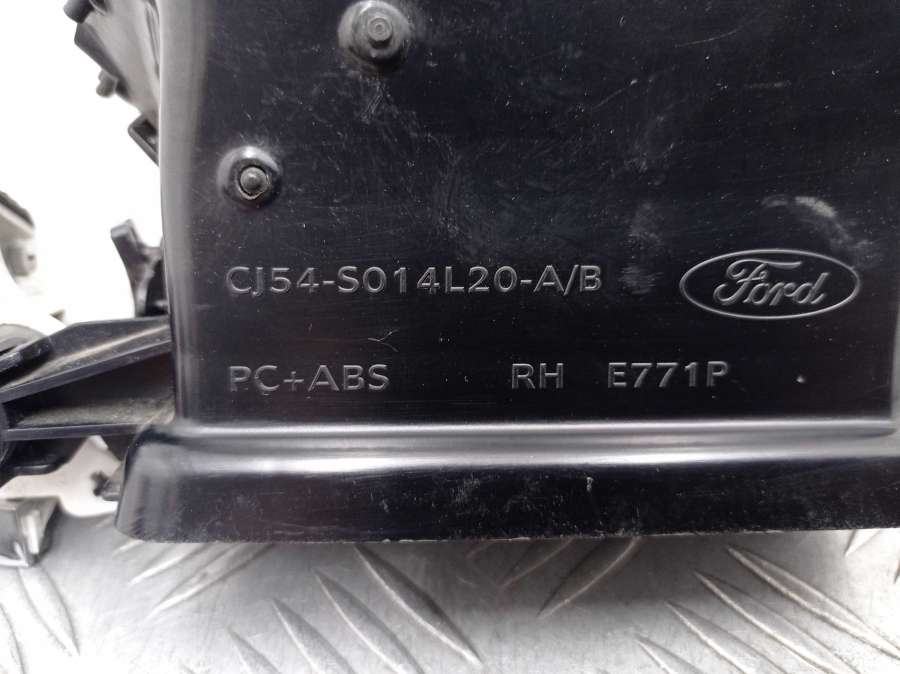 CJ54-S014L20-A/B
Ford
PC+ABS RH E771P